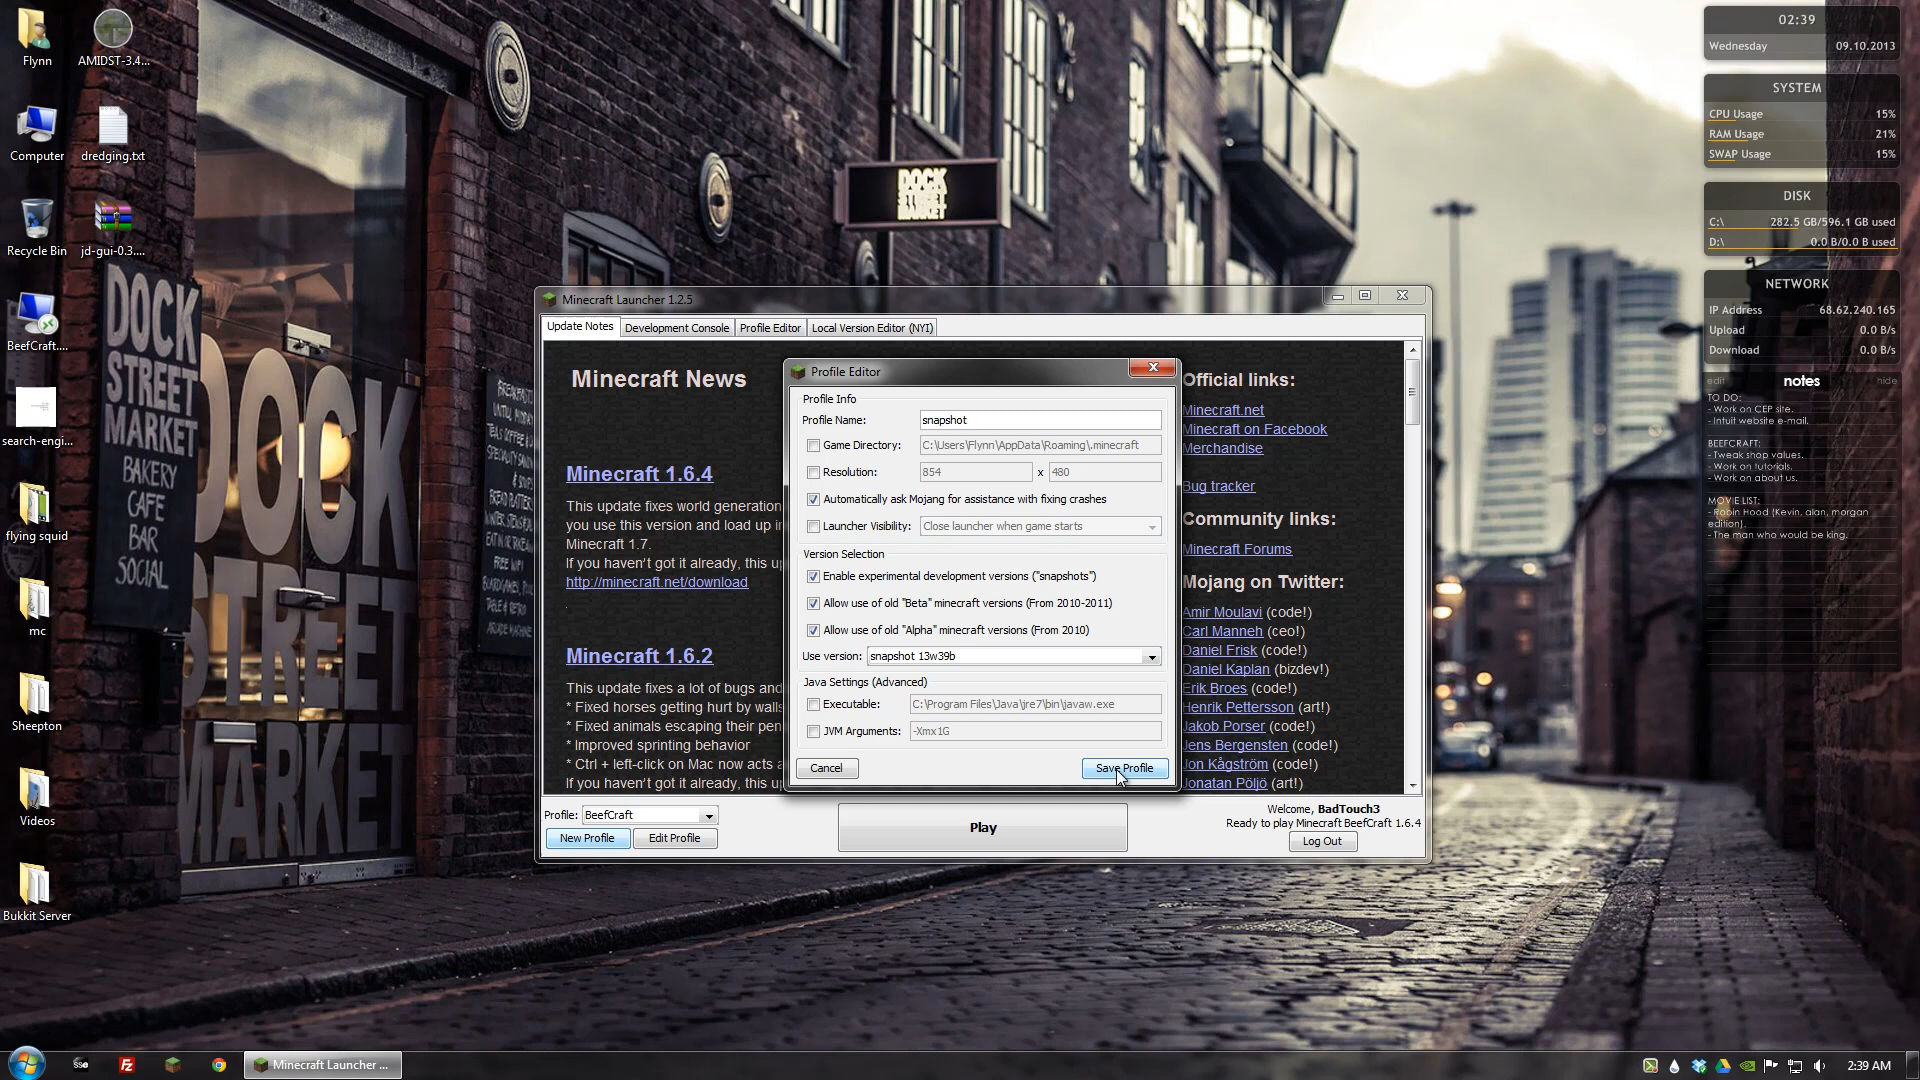 Flynn
AMIDST-3.4...
Computer
dredging.txt
Recycle Bin
jd-gui-0.3....
BeefCraft....
search-engi...
flying squid
mc
Sheepton
Videos
Bukkit Server
DOCK
STREET
MARKET
BAKERY
CAFE
BAR
SOCIAL
DOCK
STREET
MARKET
DOCK
STREET
MARKET
02:39
Wednesday 09.10.2013
SYSTEM
CPU Usage 15%
RAM Usage 21%
SWAP Usage 15%
DISK
C:\ 282.5 GB/596.1 GB used
D:\ 0.0 B/0.0 B used
NETWORK
IP Address 68.62.240.165
Upload 0.0 B/s
Download 0.0 B/s
edit notes hide
TO DO:
- Work on CEP site.
- Intuit website e-mail.
BEEFCRAFT:
- Tweak shop values.
- Work on tutorials.
- Work on about us.
MOVIE LIST:
- Robin Hood (Kevin, alan, morgan
edition).
- The man who would be king.
Minecraft Launcher 1.2.5
Update Notes Development Console Profile Editor Local Version Editor (NYI)
Minecraft News
Minecraft 1.6.4
This update fixes world generation
you use this version and load up in
Minecraft 1.7.
If you haven't got it already, this up
http://minecraft.net/download
Minecraft 1.6.2
This update fixes a lot of bugs and
* Fixed horses getting hurt by walls
* Fixed animals escaping their pen
* Improved sprinting behavior
* Ctrl + left-click on Mac now acts a
If you haven't got it already, this up
Profile Editor
Profile Info
Profile Name: snapshot
Game Directory: C:\Users\Flynn\AppData\Roaming\.minecraft
Resolution: 854 x 480
Automatically ask Mojang for assistance with fixing crashes
Launcher Visibility: Close launcher when game starts
Version Selection
Enable experimental development versions ("snapshots")
Allow use of old "Beta" minecraft versions (From 2010-2011)
Allow use of old "Alpha" minecraft versions (From 2010)
Use version: snapshot 13w39b
Java Settings (Advanced)
Executable: C:\Program Files\Java\jre7\bin\javaw.exe
JVM Arguments: -Xmx1G
Cancel Save Profile
Official links:
Minecraft.net
Minecraft on Facebook
Merchandise
Bug tracker
Community links:
Minecraft Forums
Mojang on Twitter:
Amir Moulavi (code!)
Carl Manneh (ceo!)
Daniel Frisk (code!)
Daniel Kaplan (bizdev!)
Erik Broes (code!)
Henrik Pettersson (art!)
Jakob Porser (code!)
Jens Bergensten (code!)
Jon Kågström (code!)
Jonatan Pöljö (art!)
Profile: BeefCraft
New Profile Edit Profile
Play
Welcome, BadTouch3
Ready to play Minecraft BeefCraft 1.6.4
Log Out
Minecraft Launcher ...
2:39 AM